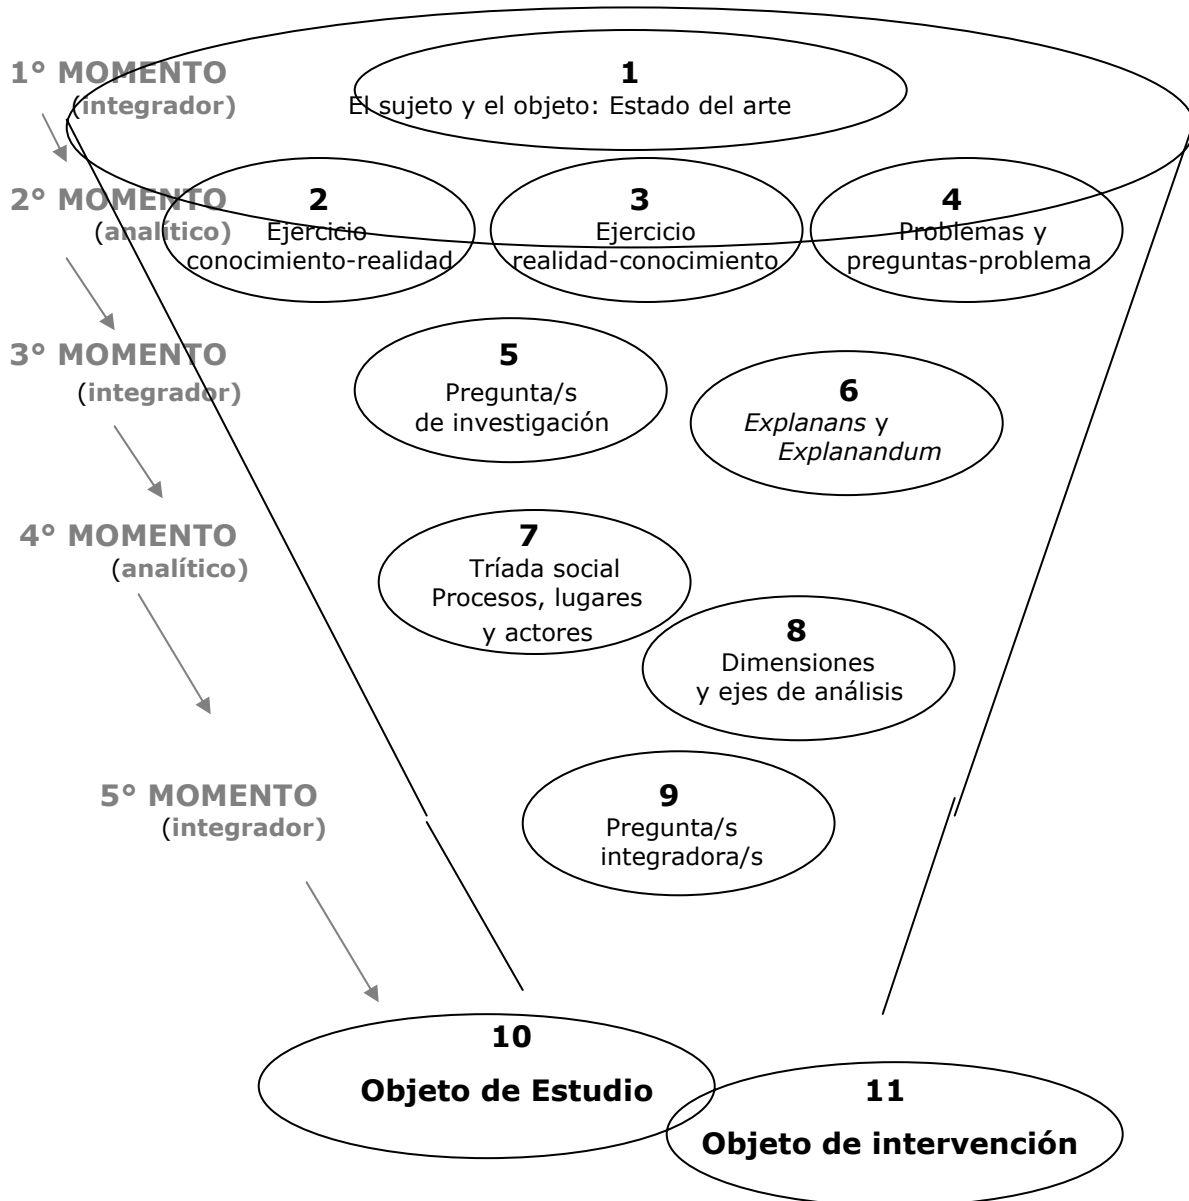 1° MOMENTO
(integrador)
1
El sujeto y el objeto: Estado del arte
2° MOMENTO
(analítico)
2
Ejercicio
conocimiento-realidad
3
Ejercicio
realidad-conocimiento
4
Problemas y
preguntas-problema
3° MOMENTO
(integrador)
5
Pregunta/s
de investigación
6
Explanans y
Explanandum
4° MOMENTO
(analítico)
7
Tríada social
Procesos, lugares
y actores
8
Dimensiones
y ejes de análisis
5° MOMENTO
(integrador)
9
Pregunta/s
integradora/s
10
Objeto de Estudio
11
Objeto de intervención